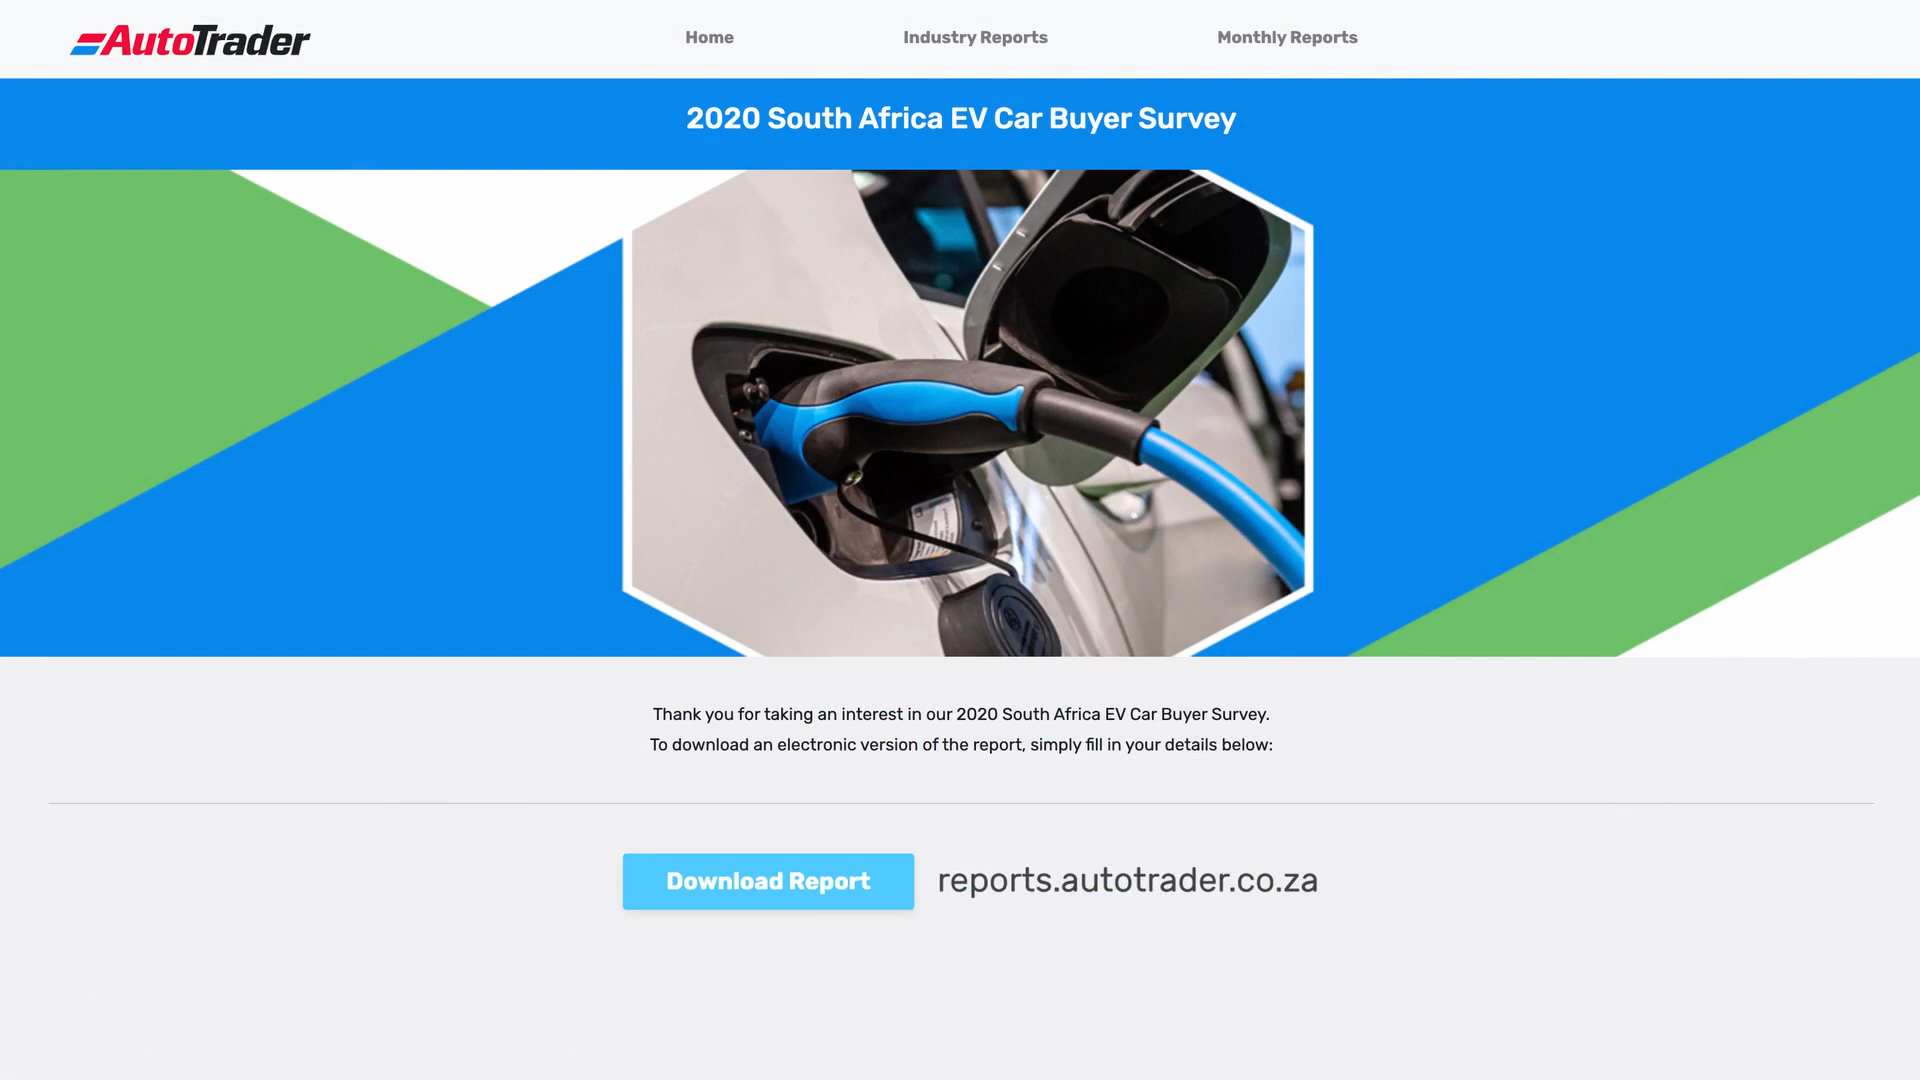 AutoTrader
Home
Industry Reports
Monthly Reports
2020 South Africa EV Car Buyer Survey
Thank you for taking an interest in our 2020 South Africa EV Car Buyer Survey.
To download an electronic version of the report, simply fill in your details below:
Download Report
reports.autotrader.co.za